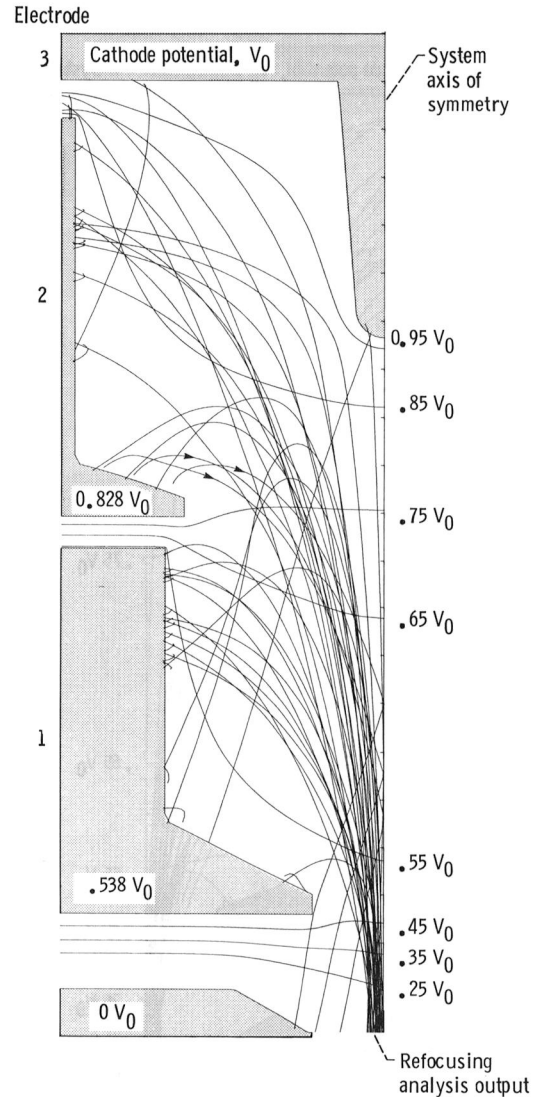 Electrode
3
Cathode potential, V0
System
axis of
symmetry
2
0.95 V0
.85 V0
0.828 V0
.75 V0
.65 V0
1
.55 V0
.538 V0
.45 V0
.35 V0
.25 V0
0 V0
Refocusing
analysis output